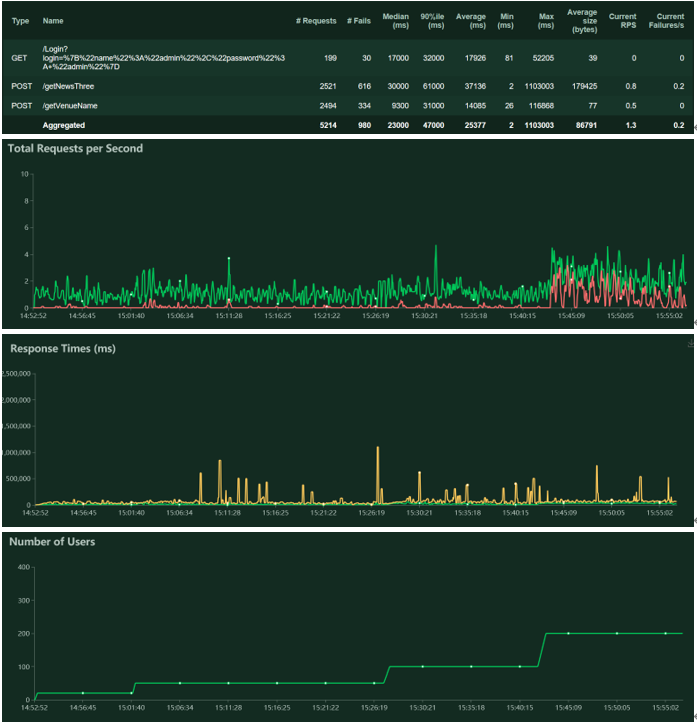 Type Name # Requests # Fails Median (ms) 90%ile (ms) Average (ms) Min (ms) Max (ms) Average size (bytes) Current RPS Current Failures/s
GET /Login?login=%7B%22name%22%3A%22admin%22%2C%22password%22%3A+%22admin%22%7D 199 30 17000 32000 17926 81 52205 39 0 0
POST /getNewsThree 2521 616 30000 61000 37136 2 1103003 179425 0.8 0.2
POST /getVenueName 2494 334 9300 31000 14085 26 116868 77 0.5 0
Aggregated 5214 980 23000 47000 25377 2 1103003 86791 1.3 0.2
Total Requests per Second
10
8
6
4
2
0
14:52:52 14:56:45 15:01:40 15:06:34 15:11:28 15:16:25 15:21:22 15:26:19 15:30:21 15:35:18 15:40:15 15:45:09 15:50:05 15:55:02
Response Times (ms)
2,500,000
1,500,000
1,000,000
500,000
0
14:52:52 14:56:45 15:01:40 15:06:34 15:11:28 15:16:25 15:21:22 15:26:19 15:30:21 15:35:18 15:40:15 15:45:09 15:50:05 15:55:02
Number of Users
400
300
200
100
0
14:52:52 14:56:45 15:01:40 15:06:34 15:11:28 15:16:25 15:21:22 15:26:19 15:30:21 15:35:18 15:40:15 15:45:09 15:50:05 15:55:02